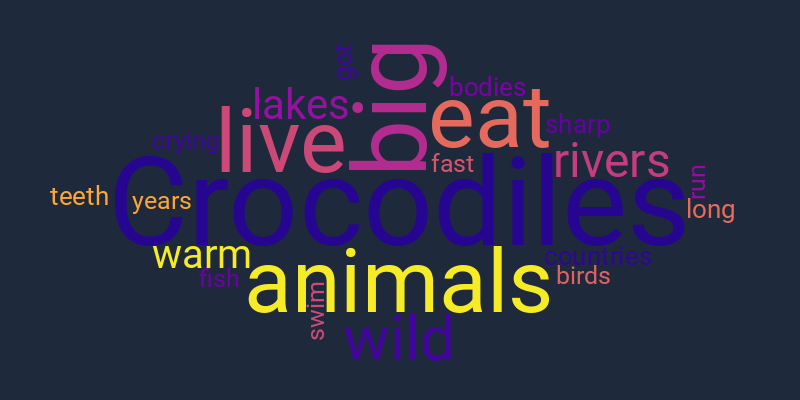 get
big
bodies
lakes
eat
live
sharp
crying
fast
rivers
run
Crocodiles
teeth
years
long
warm
countries
fish
animals
birds
swim
wild